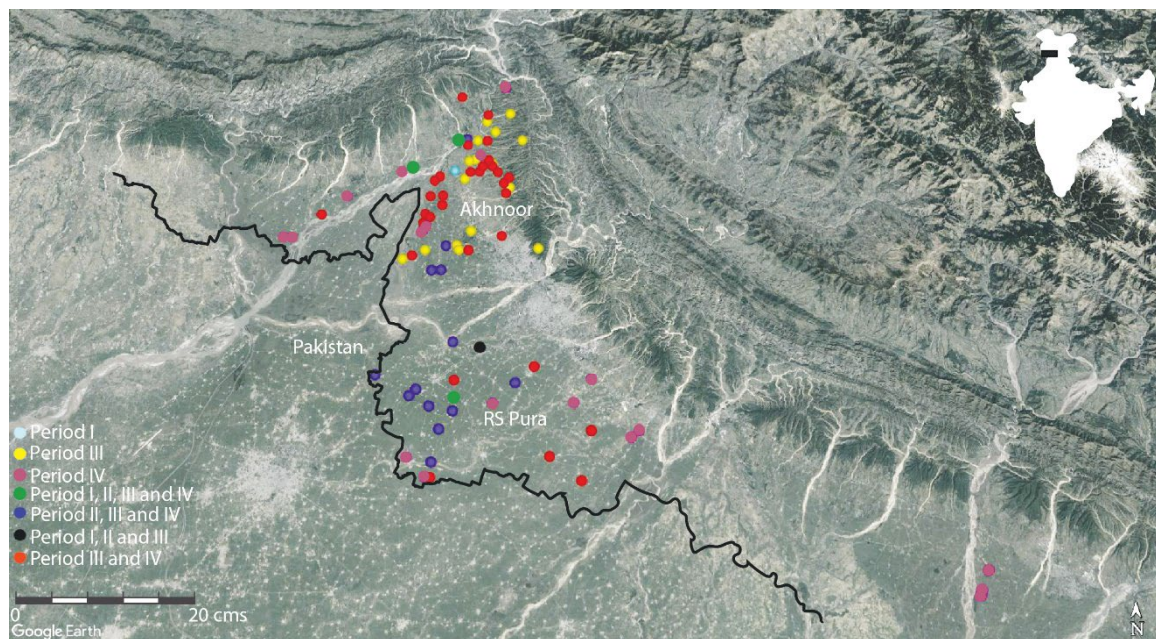 Akhnoor
Pakistan
RS Pura
Period I
Period III
Period IV
Period I, II, III and IV
Period II, III and IV
Period I, II and III
Period III and IV
0 20 cms
Google Earth
N